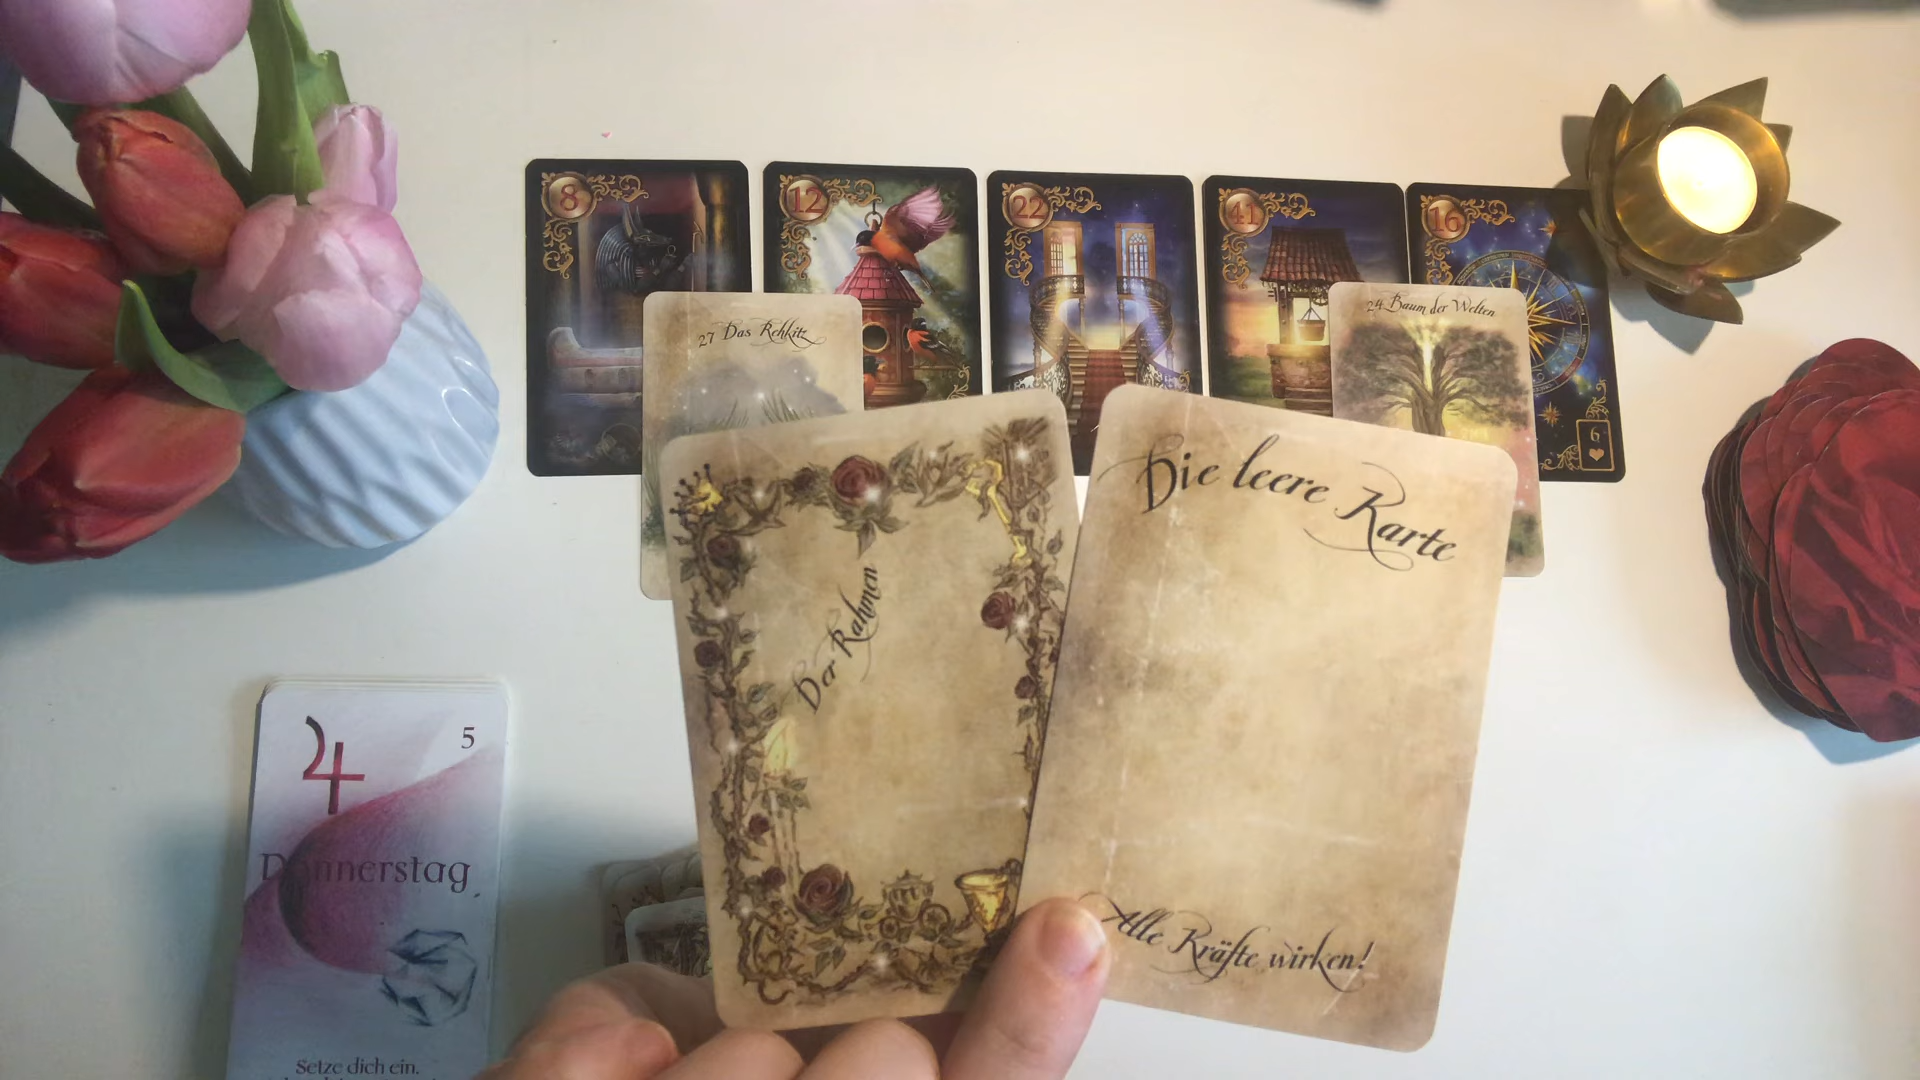 8
12
22
41
16
6
27 Das Rehkitz
24 Baum der Welten
Der Rahmen
Die leere Karte
Alle Kräfte wirken!
5
Donnerstag
Setze dich ein.